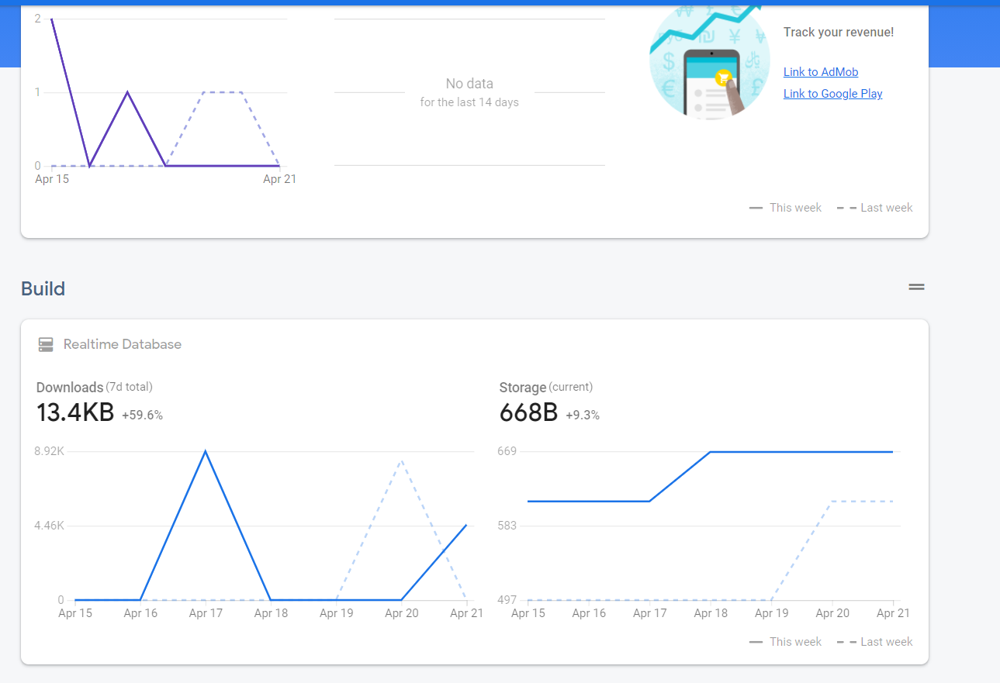 2
1
0
Apr 15
Apr 21
No data
for the last 14 days
Track your revenue!
Link to AdMob
Link to Google Play
This week
Last week
Build
Realtime Database
Downloads (7d total)
13.4KB +59.6%
8.92K
4.46K
0
Apr 15 Apr 16 Apr 17 Apr 18 Apr 19 Apr 20 Apr 21
Storage (current)
668B +9.3%
669
583
497
Apr 15 Apr 16 Apr 17 Apr 18 Apr 19 Apr 20 Apr 21
This week
Last week